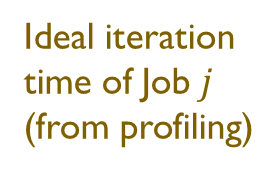 Ideal iteration
time of Job j
(from profiling)